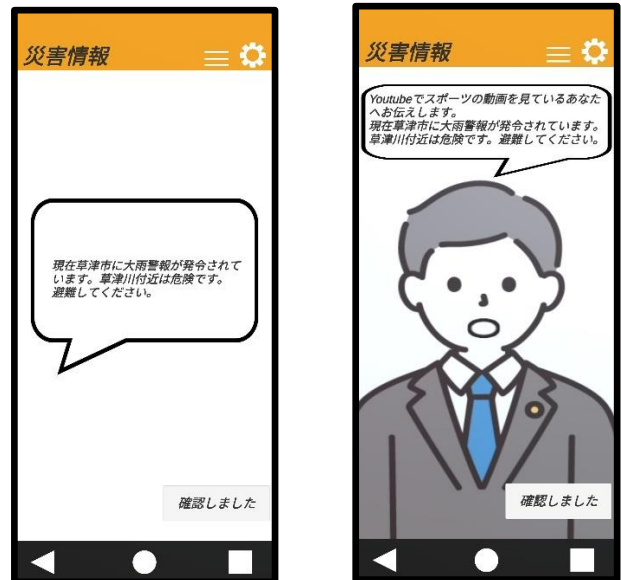 災害情報
現在草津市に大雨警報が発令されて
います。草津川付近は危険です。
避難してください。
確認しました
災害情報
Youtubeでスポーツの動画を見ているあなた
へお伝えします。
現在草津市に大雨警報が発令されています。
草津川付近は危険です。避難してください。
確認しました